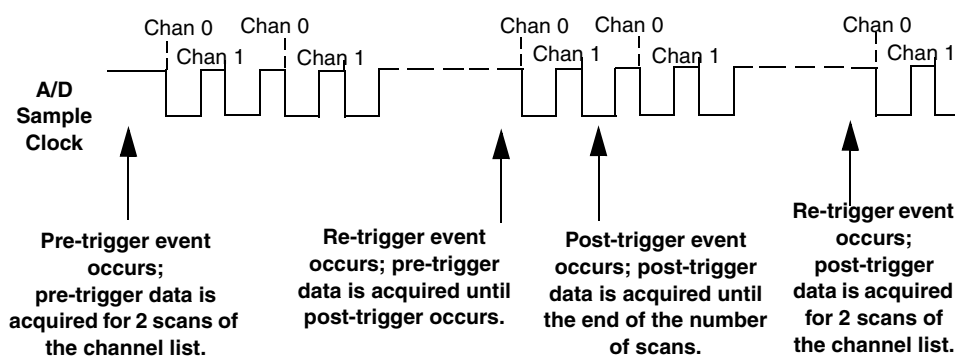 Chan 0 Chan 0 Chan 0 Chan 0 Chan 0
Chan 1 Chan 1 Chan 1 Chan 1 Chan 1
A/D
Sample
Clock
Pre-trigger event
occurs;
pre-trigger data is
acquired for 2 scans of
the channel list.
Re-trigger event
occurs; pre-trigger
data is acquired until
post-trigger occurs.
Post-trigger event
occurs; post-trigger
data is acquired until
the end of the number
of scans.
Re-trigger event
occurs;
post-trigger
data is acquired
for 2 scans of
the channel list.